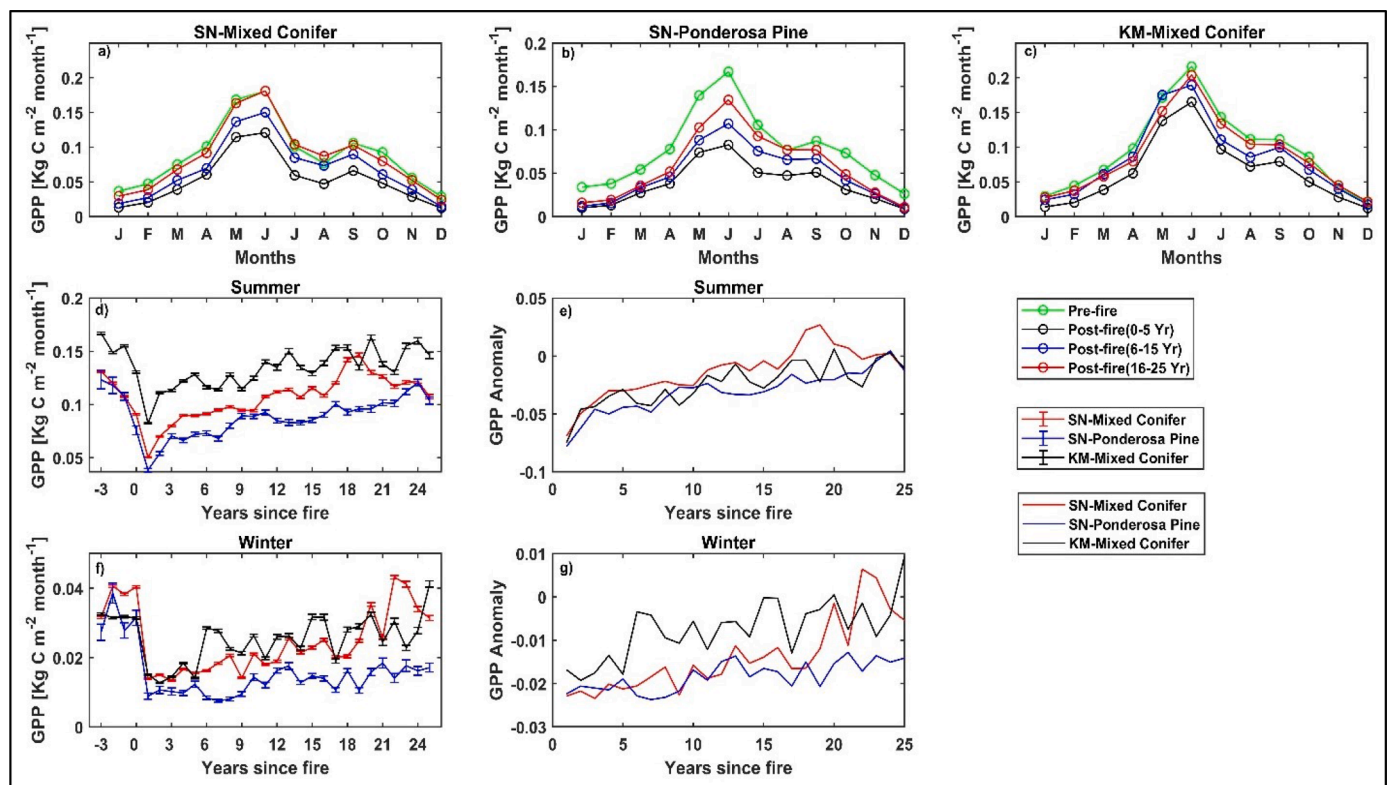 SN-Mixed Conifer
a)
GPP [Kg C m⁻² month⁻¹]
0.2
0.15
0.1
0.05
0
J F M A M J J A S O N D
Months
SN-Ponderosa Pine
b)
GPP [Kg C m⁻² month⁻¹]
0.2
0.15
0.1
0.05
0
J F M A M J J A S O N D
Months
KM-Mixed Conifer
c)
GPP [Kg C m⁻² month⁻¹]
0.2
0.15
0.1
0.05
0
J F M A M J J A S O N D
Months
Summer
d)
GPP [Kg C m⁻² month⁻¹]
0.2
0.15
0.1
0.05
-3 0 3 6 9 12 15 18 21 24
Years since fire
Summer
e)
GPP Anomaly
0.05
0
-0.05
-0.1
5 10 15 20 25
Years since fire
Pre-fire
Post-fire(0-5 Yr)
Post-fire(6-15 Yr)
Post-fire(16-25 Yr)
SN-Mixed Conifer
SN-Ponderosa Pine
KM-Mixed Conifer
SN-Mixed Conifer
SN-Ponderosa Pine
KM-Mixed Conifer
Winter
f)
GPP [Kg C m⁻² month⁻¹]
0.04
0.02
0
-3 0 3 6 9 12 15 18 21 24
Years since fire
Winter
g)
GPP Anomaly
0.01
0
-0.01
-0.02
-0.03
5 10 15 20 25
Years since fire